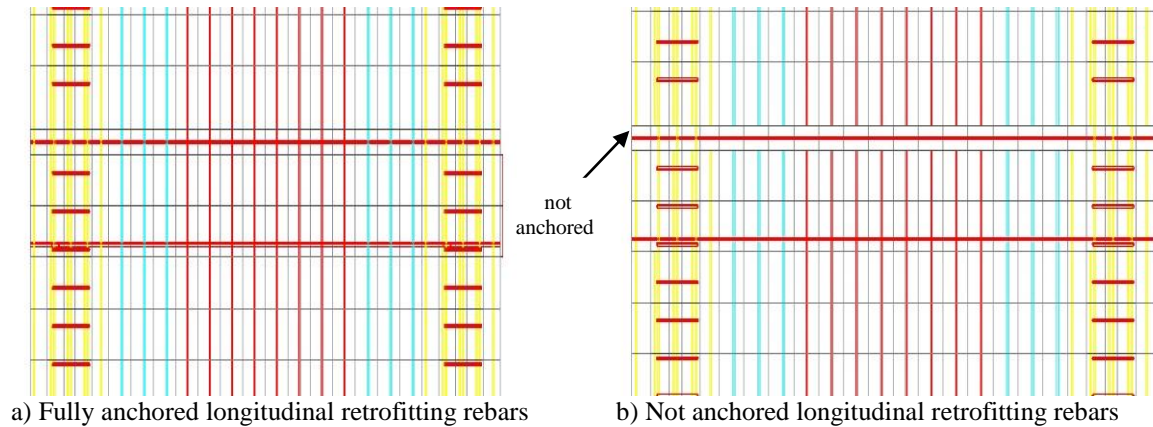 not
anchored
a) Fully anchored longitudinal retrofitting rebars
b) Not anchored longitudinal retrofitting rebars